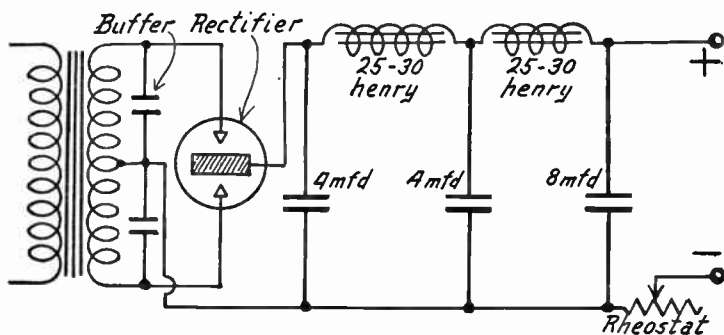 Buffer
Rectifier
25-30
henry
25-30
henry
+
4mfd
4mfd
8mfd
−
Rheostat